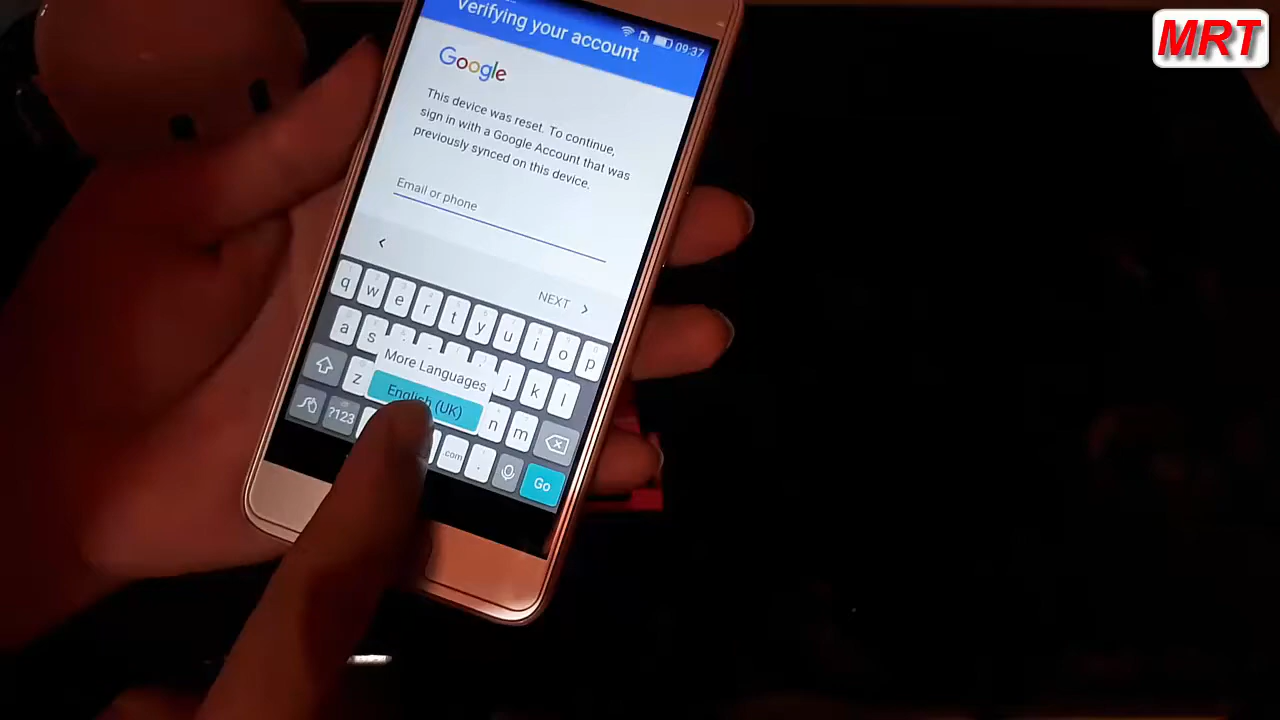 MRT
Verifying your account
09:37
Google
This device was reset. To continue,
sign in with a Google Account that was
previously synced on this device.
Email or phone
NEXT
q w e r t y u i o p
a s j k l
More Languages
z n m
English (UK)
?123 .com . Go